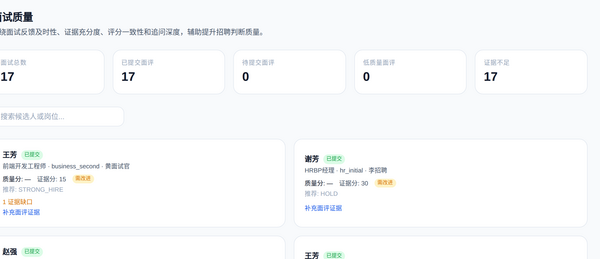 面试质量
绕面试反馈及时性、证据充分度、评分一致性和追问深度，辅助提升招聘判断质量。
面试总数
17
已提交面评
17
待提交面评
0
低质量面评
0
证据不足
17
搜索候选人或岗位...
王芳 已提交
前端开发工程师 · business_second · 黄面试官
质量分: — 证据分: 15 需改进
推荐: STRONG_HIRE
1 证据缺口
补充面评证据
谢芳 已提交
HRBP经理 · hr_initial · 李招聘
质量分: — 证据分: 30 需改进
推荐: HOLD
补充面评证据
赵强 已提交
王芳 已提交